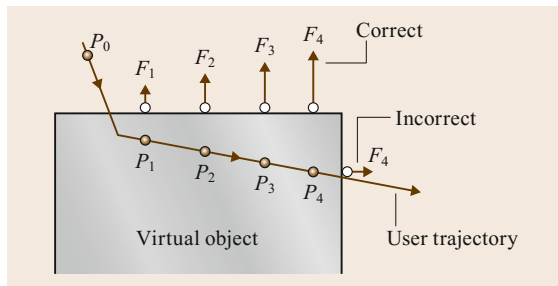 P0
F1
F2
F3
F4
Correct
Incorrect
F4
P1
P2
P3
P4
Virtual object
User trajectory